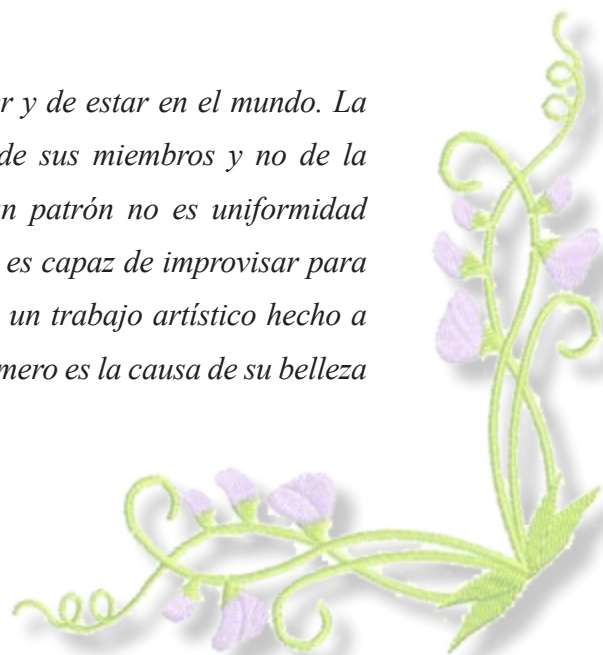 r y de estar en el mundo. La
de sus miembros y no de la
n patrón no es uniformidad
es capaz de improvisar para
un trabajo artístico hecho a
mero es la causa de su belleza